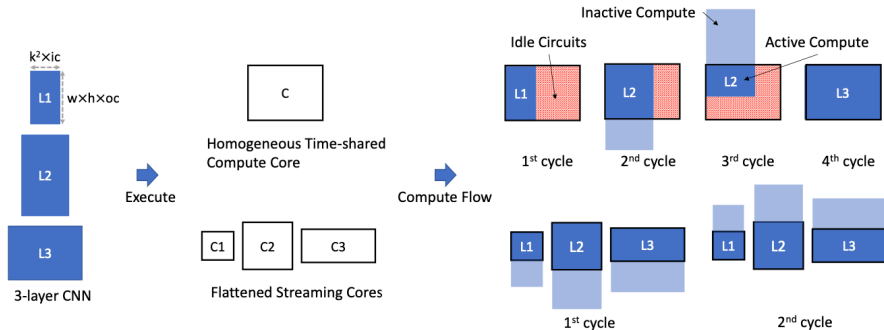 k²×ic
L1
w×h×oc
L2
L3
3-layer CNN
Execute
C
Homogeneous Time-shared
Compute Core
C1
C2
C3
Flattened Streaming Cores
Compute Flow
Inactive Compute
Idle Circuits
Active Compute
L1
L2
L2
L3
1st cycle
2nd cycle
3rd cycle
4th cycle
L1
L2
L3
L1
L2
L3
1st cycle
2nd cycle